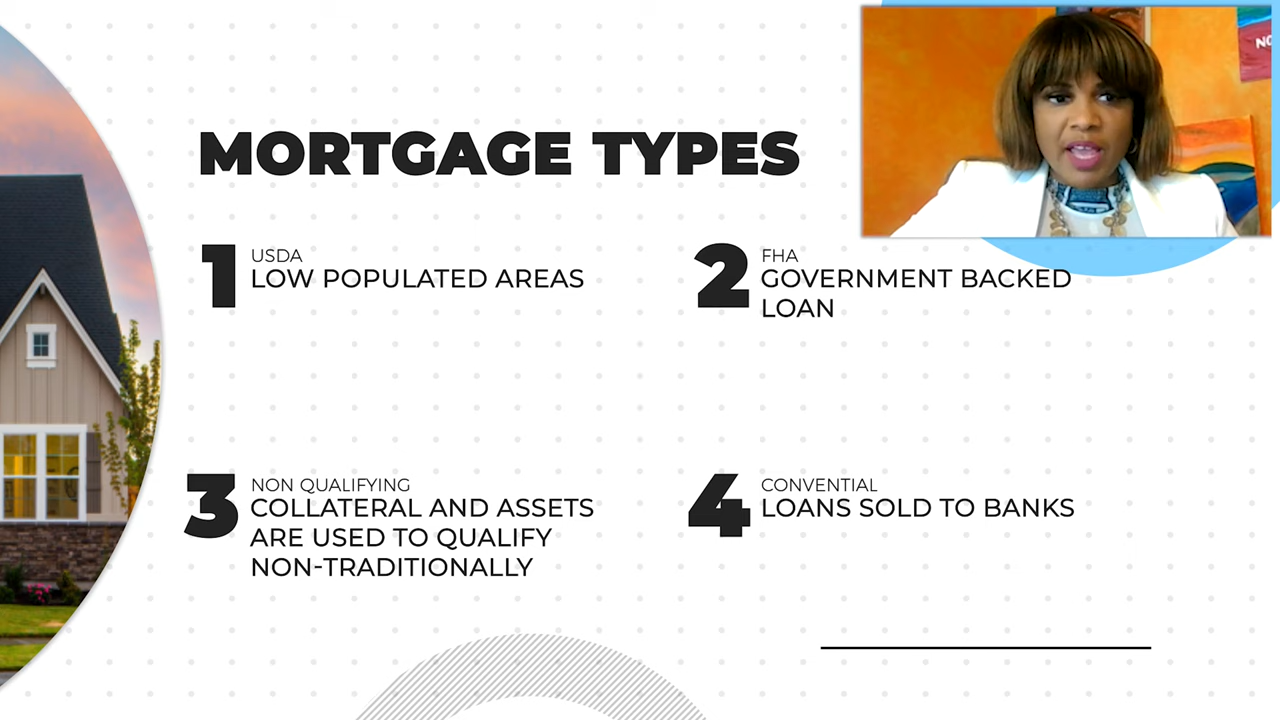 MORTGAGE TYPES
1
USDA
LOW POPULATED AREAS
2
FHA
GOVERNMENT BACKED
LOAN
3
NON QUALIFYING
COLLATERAL AND ASSETS
ARE USED TO QUALIFY
NON-TRADITIONALLY
4
CONVENTIAL
LOANS SOLD TO BANKS